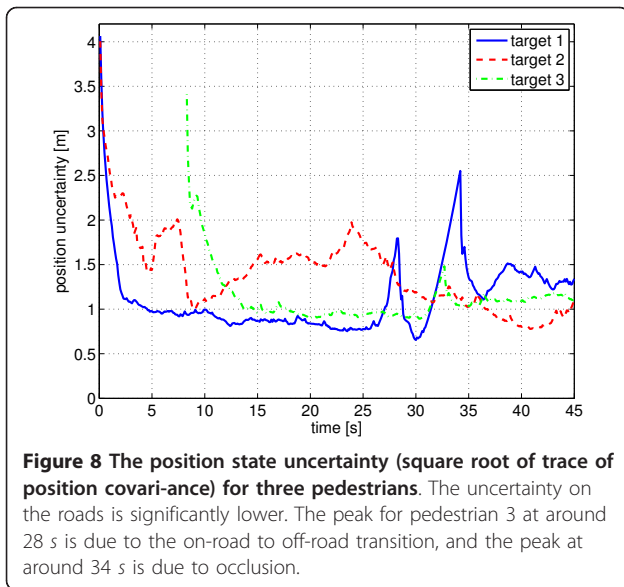 4
3.5
3
2.5
2
1.5
1
0.5
0
position uncertainty [m]
target 1
target 2
target 3
0 5 10 15 20 25 30 35 40 45
time [s]
Figure 8 The position state uncertainty (square root of trace of
position covari-ance) for three pedestrians. The uncertainty on
the roads is significantly lower. The peak for pedestrian 3 at around
28 s is due to the on-road to off-road transition, and the peak at
around 34 s is due to occlusion.